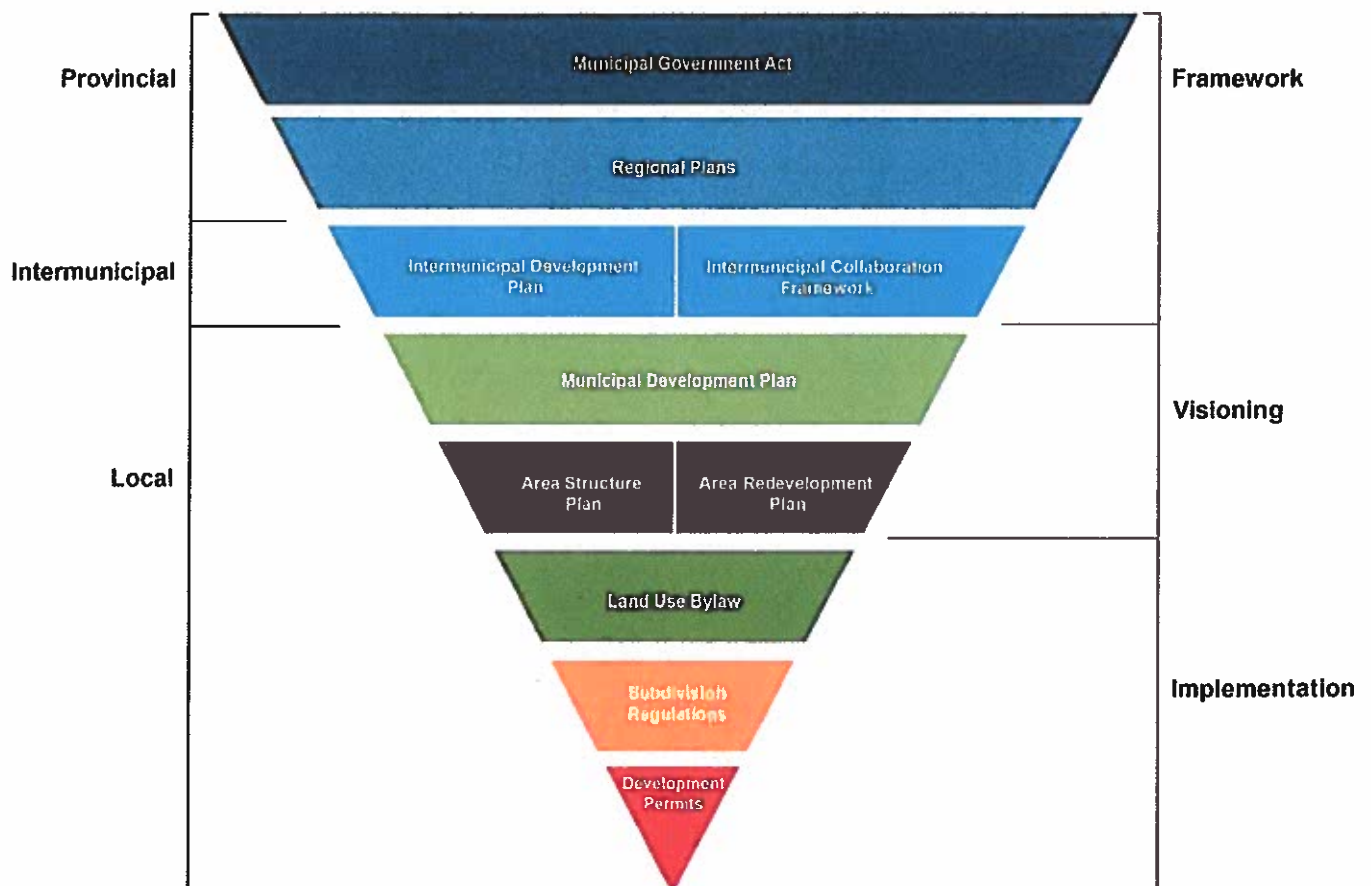 Municipal Government Act
Provincial
Framework
Regional Plans
Intermunicipal
Intermunicipal Development
Plan
Intermunicipal Collaboration
Framework
Municipal Development Plan
Visioning
Local
Area Structure
Plan
Area Redevelopment
Plan
Land Use Bylaw
Subdivision
Regulations
Implementation
Development
Permits